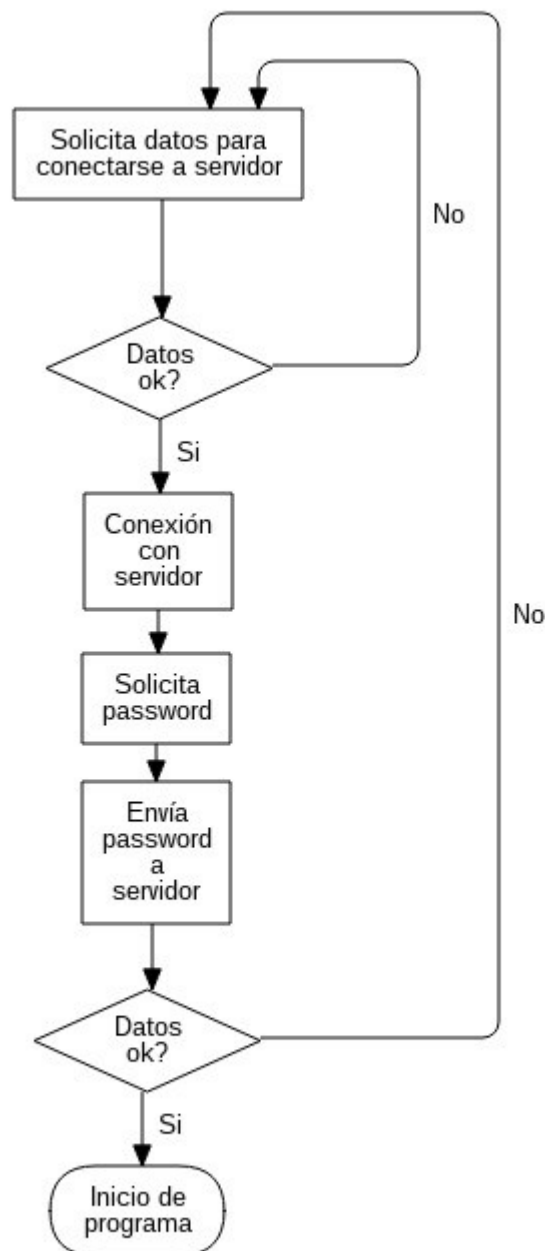 Solicita datos para
conectarse a servidor
No
Datos
ok?
Si
Conexión
con
servidor
No
Solicita
password
Envía
password
a
servidor
Datos
ok?
Si
Inicio de
programa